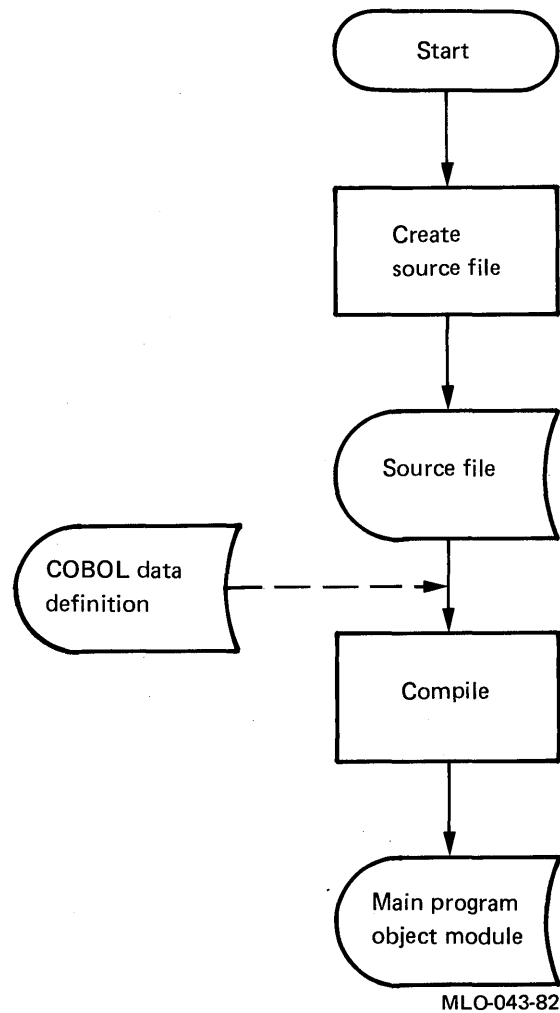 Start
Create
source file
Source file
COBOL data
definition
Compile
Main program
object module
MLO-043-82